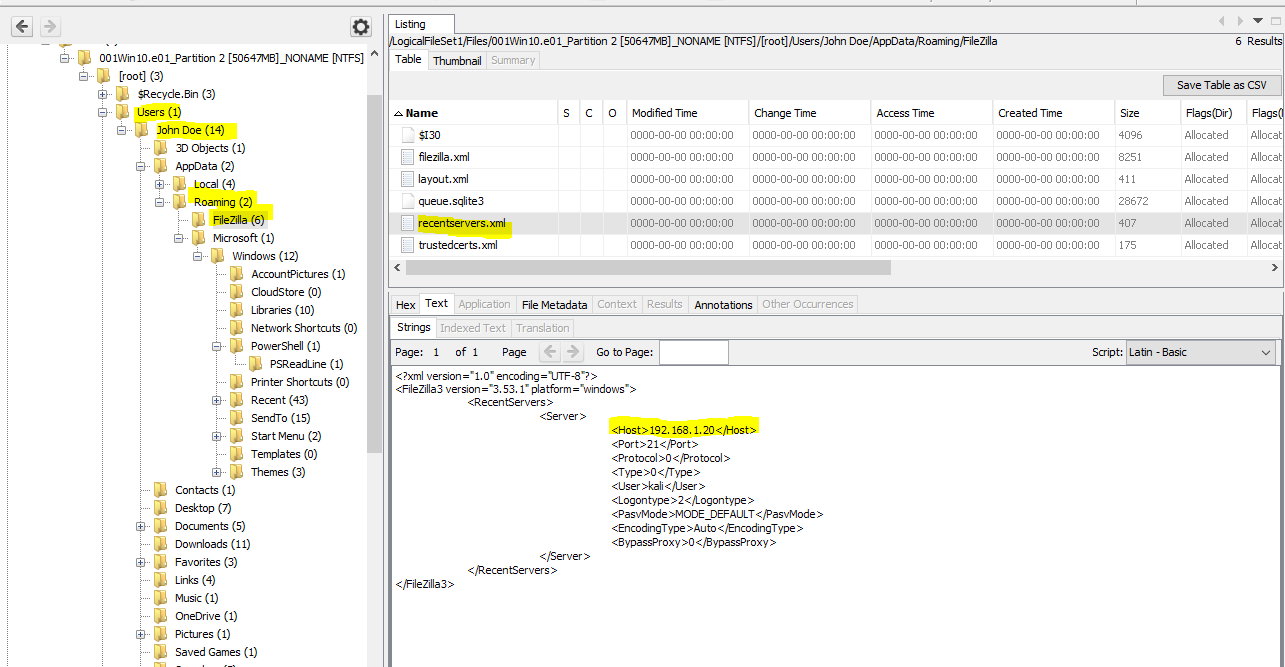 001Win10.e01_Partition 2 [50647MB]_NONAME [NTFS]
[root] (3)
$Recycle.Bin (3)
Users (1)
John Doe (14)
3D Objects (1)
AppData (2)
Local (4)
Roaming (2)
FileZilla (6)
Microsoft (1)
Windows (12)
AccountPictures (1)
CloudStore (0)
Libraries (10)
Network Shortcuts (0)
PowerShell (1)
PSReadLine (1)
Printer Shortcuts (0)
Recent (43)
SendTo (15)
Start Menu (2)
Templates (0)
Themes (3)
Contacts (1)
Desktop (7)
Documents (5)
Downloads (11)
Favorites (3)
Links (4)
Music (1)
OneDrive (1)
Pictures (1)
Saved Games (1)
Listing
/LogicalFileSet1/Files/001Win10.e01_Partition 2 [50647MB]_NONAME [NTFS]/[root]/Users/John Doe/AppData/Roaming/FileZilla 6 Results
Table Thumbnail Summary
Save Table as CSV
Name S C O Modified Time Change Time Access Time Created Time Size Flags(Dir) Flags(
$I30 0000-00-00 00:00:00 0000-00-00 00:00:00 0000-00-00 00:00:00 0000-00-00 00:00:00 4096 Allocated Alloca
filezilla.xml 0000-00-00 00:00:00 0000-00-00 00:00:00 0000-00-00 00:00:00 0000-00-00 00:00:00 8251 Allocated Alloca
layout.xml 0000-00-00 00:00:00 0000-00-00 00:00:00 0000-00-00 00:00:00 0000-00-00 00:00:00 411 Allocated Alloca
queue.sqlite3 0000-00-00 00:00:00 0000-00-00 00:00:00 0000-00-00 00:00:00 0000-00-00 00:00:00 28672 Allocated Alloca
recentservers.xml 0000-00-00 00:00:00 0000-00-00 00:00:00 0000-00-00 00:00:00 0000-00-00 00:00:00 407 Allocated Alloca
trustedcerts.xml 0000-00-00 00:00:00 0000-00-00 00:00:00 0000-00-00 00:00:00 0000-00-00 00:00:00 175 Allocated Alloca
Hex Text Application File Metadata Context Results Annotations Other Occurrences
Strings Indexed Text Translation
Page: 1 of 1 Page Go to Page: Script: Latin - Basic
<?xml version="1.0" encoding="UTF-8"?>
<FileZilla3 version="3.53.1" platform="windows">
<RecentServers>
<Server>
<Host>192.168.1.20</Host>
<Port>21</Port>
<Protocol>0</Protocol>
<Type>0</Type>
<User>kali</User>
<Logontype>2</Logontype>
<PasvMode>MODE_DEFAULT</PasvMode>
<EncodingType>Auto</EncodingType>
<BypassProxy>0</BypassProxy>
</Server>
</RecentServers>
</FileZilla3>